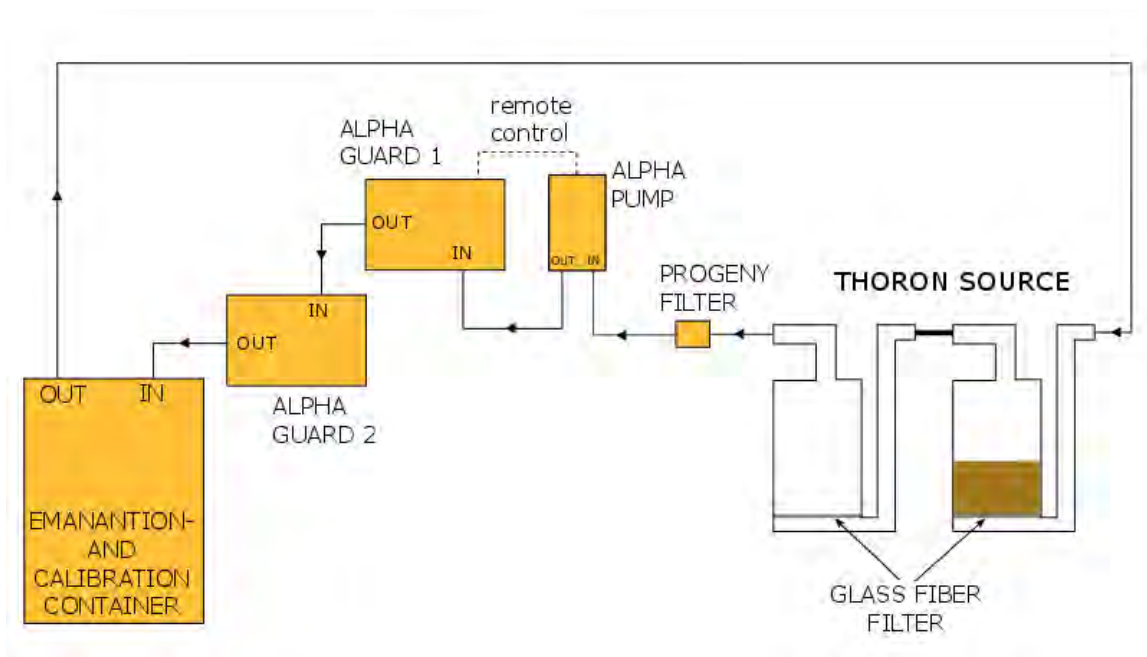 remote
control
ALPHA
GUARD 1
ALPHA
PUMP
OUT
IN
OUT IN
PROGENY
FILTER
THORON SOURCE
IN
OUT
ALPHA
GUARD 2
OUT IN
EMANANTION-
AND
CALIBRATION
CONTAINER
GLASS FIBER
FILTER